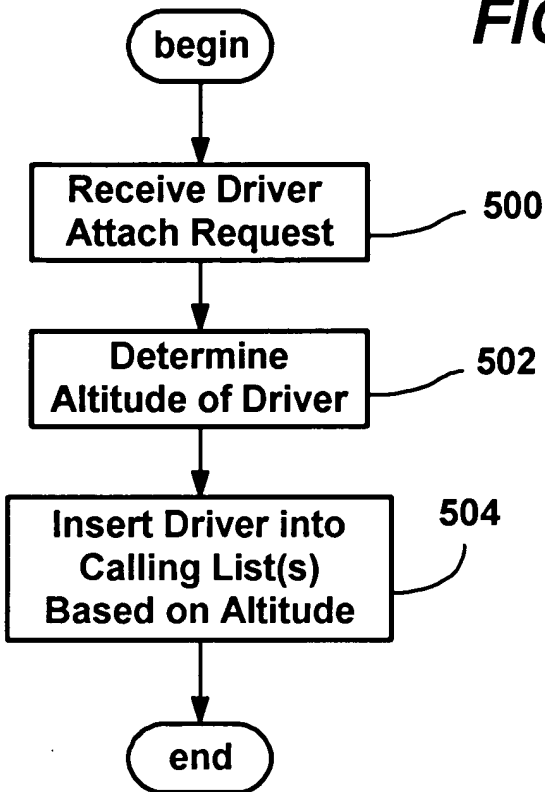 begin
Receive Driver
Attach Request
500
Determine
Altitude of Driver
502
Insert Driver into
Calling List(s)
Based on Altitude
504
end